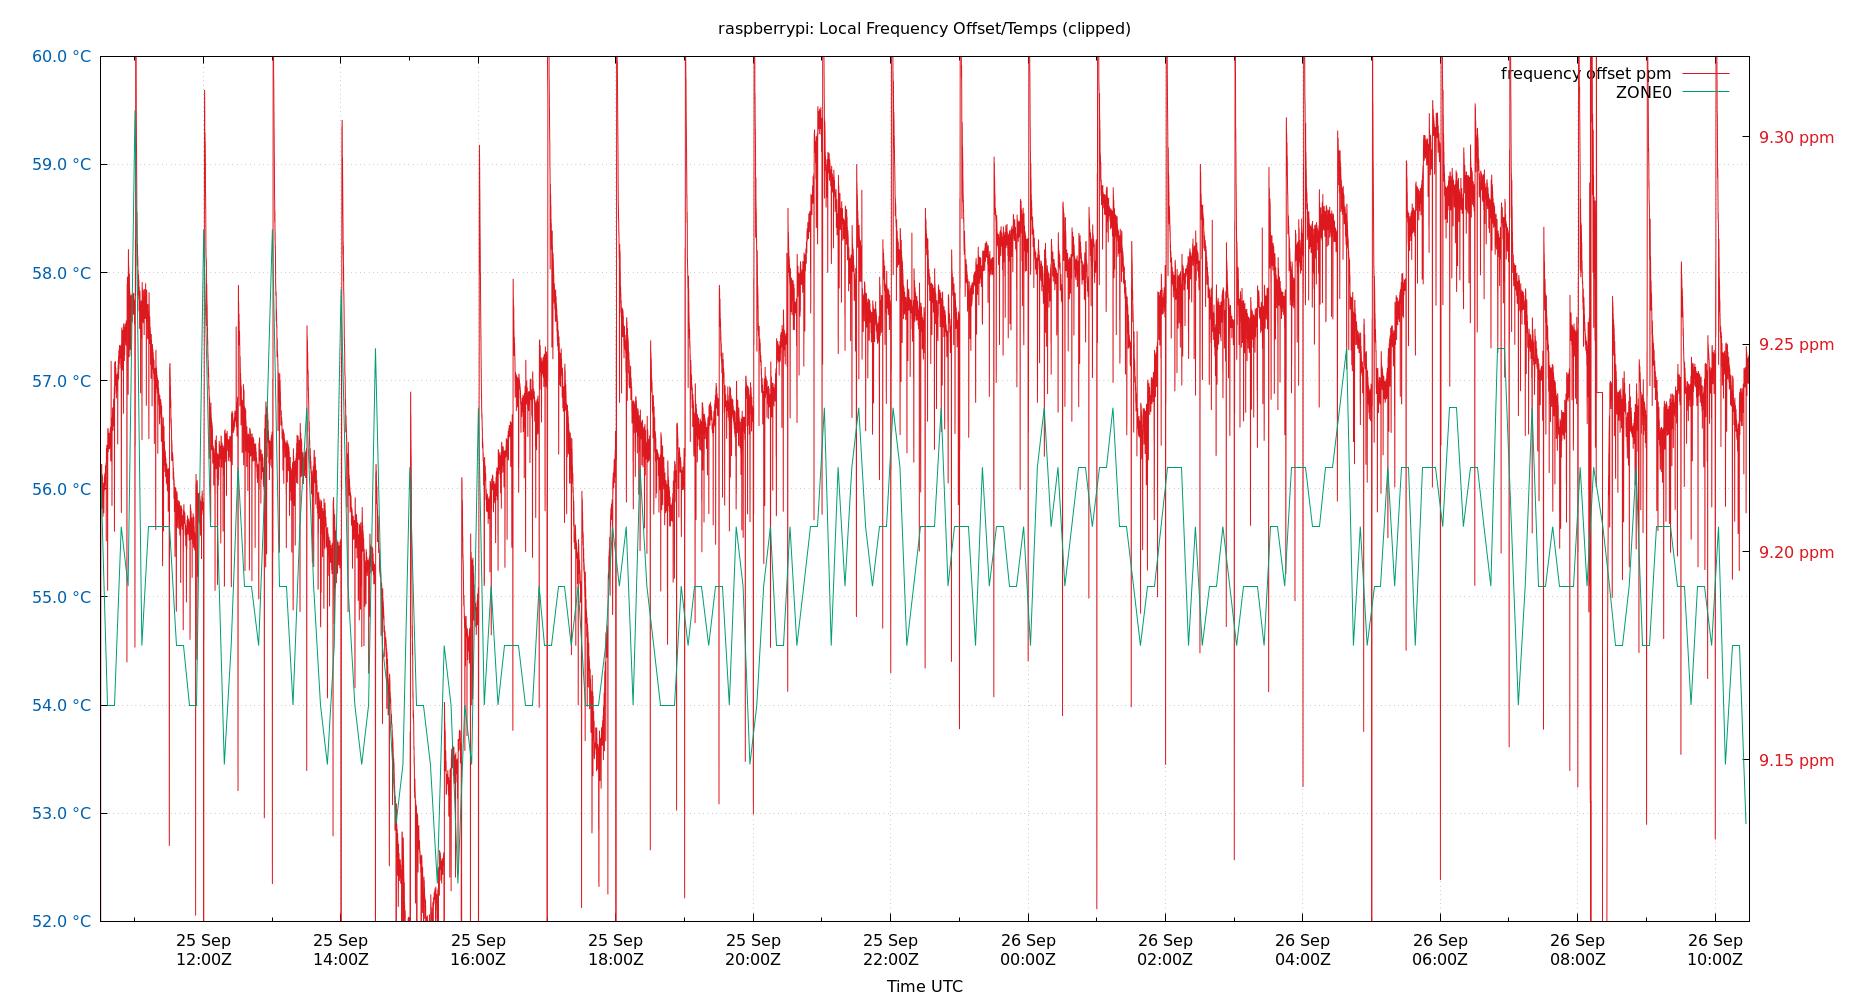 raspberrypi: Local Frequency Offset/Temps (clipped)
60.0 °C
59.0 °C
58.0 °C
57.0 °C
56.0 °C
55.0 °C
54.0 °C
53.0 °C
52.0 °C
frequency offset ppm
ZONE0
9.30 ppm
9.25 ppm
9.20 ppm
9.15 ppm
25 Sep
12:00Z
25 Sep
14:00Z
25 Sep
16:00Z
25 Sep
18:00Z
25 Sep
20:00Z
25 Sep
22:00Z
26 Sep
00:00Z
26 Sep
02:00Z
26 Sep
04:00Z
26 Sep
06:00Z
26 Sep
08:00Z
26 Sep
10:00Z
Time UTC